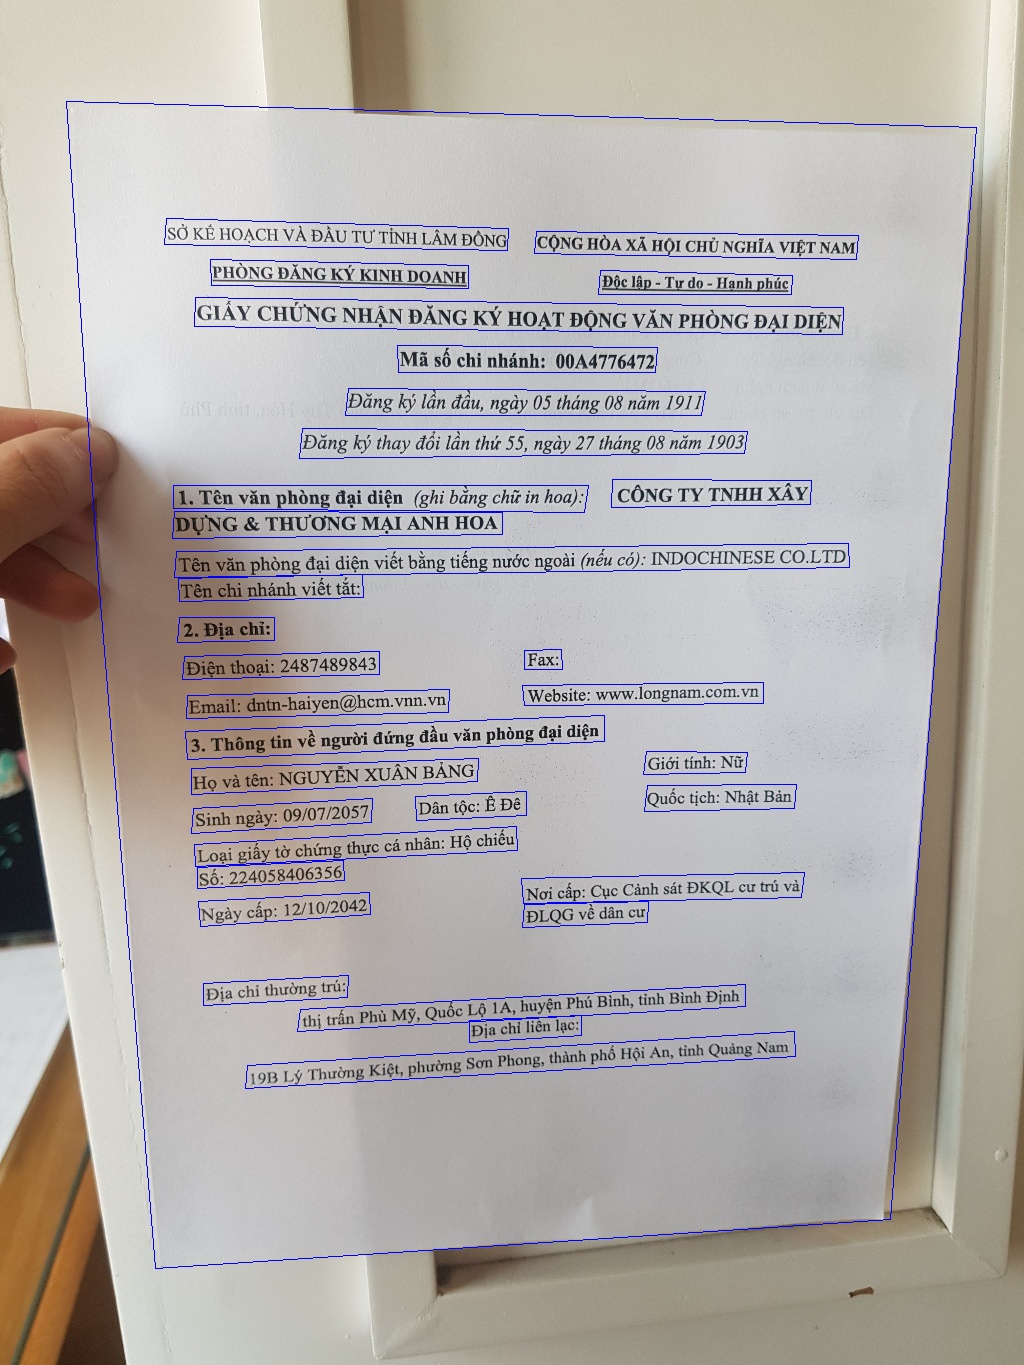 SỞ KẾ HOẠCH VÀ ĐẦU TƯ TỈNH LÂM ĐỒNG
CỘNG HÒA XÃ HỘI CHỦ NGHĨA VIỆT NAM
PHÒNG ĐĂNG KÝ KINH DOANH
Độc lập - Tự do - Hạnh phúc
GIẤY CHỨNG NHẬN ĐĂNG KÝ HOẠT ĐỘNG VĂN PHÒNG ĐẠI DIỆN
Mã số chi nhánh: 00A4776472
Đăng ký lần đầu, ngày 05 tháng 08 năm 1911
Đăng ký thay đổi lần thứ 55, ngày 27 tháng 08 năm 1903
1. Tên văn phòng đại diện (ghi bằng chữ in hoa): CÔNG TY TNHH XÂY
DỰNG & THƯƠNG MẠI ANH HOA
Tên văn phòng đại diện viết bằng tiếng nước ngoài (nếu có): INDOCHINESE CO.LTD
Tên chi nhánh viết tắt:
2. Địa chỉ:
Điện thoại: 2487489843
Fax:
Email: dntn-haiyen@hcm.vnn.vn
Website: www.longnam.com.vn
3. Thông tin về người đứng đầu văn phòng đại diện
Họ và tên: NGUYỄN XUÂN BẢNG
Giới tính: Nữ
Sinh ngày: 09/07/2057
Dân tộc: Ê Đê
Quốc tịch: Nhật Bản
Loại giấy tờ chứng thực cá nhân: Hộ chiếu
Số: 224058406356
Ngày cấp: 12/10/2042
Nơi cấp: Cục Cảnh sát ĐKQL cư trú và
ĐLQG về dân cư
Địa chỉ thường trú:
thị trấn Phù Mỹ, Quốc Lộ 1A, huyện Phú Bình, tỉnh Bình Định
Địa chỉ liên lạc:
19B Lý Thường Kiệt, phường Sơn Phong, thành phố Hội An, tỉnh Quảng Nam